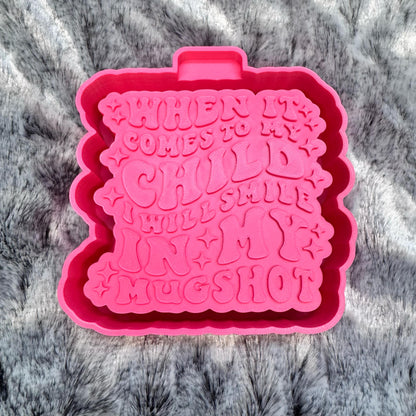 WHEN IT
COMES TO MY
CHILD
I WILL SMILE
IN MY
MUGSHOT